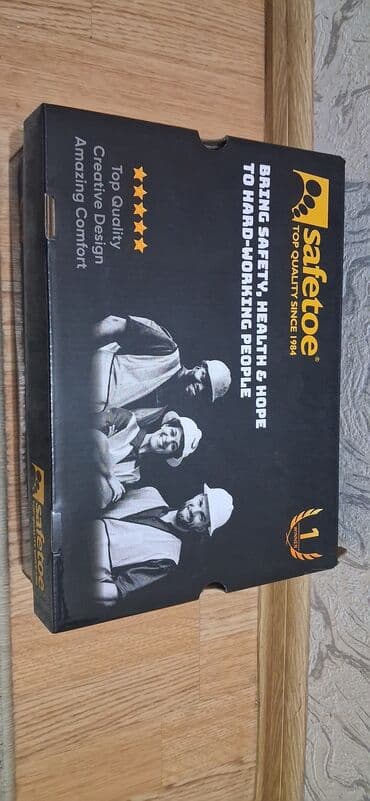 safetoe®
TOP QUALITY SINCE 1984
BRING SAFETY, HEALTH & HOPE
TO HARD-WORKING PEOPLE
Top Quality
Creative Design
Amazing Comfort
1
WINNER
safetoe